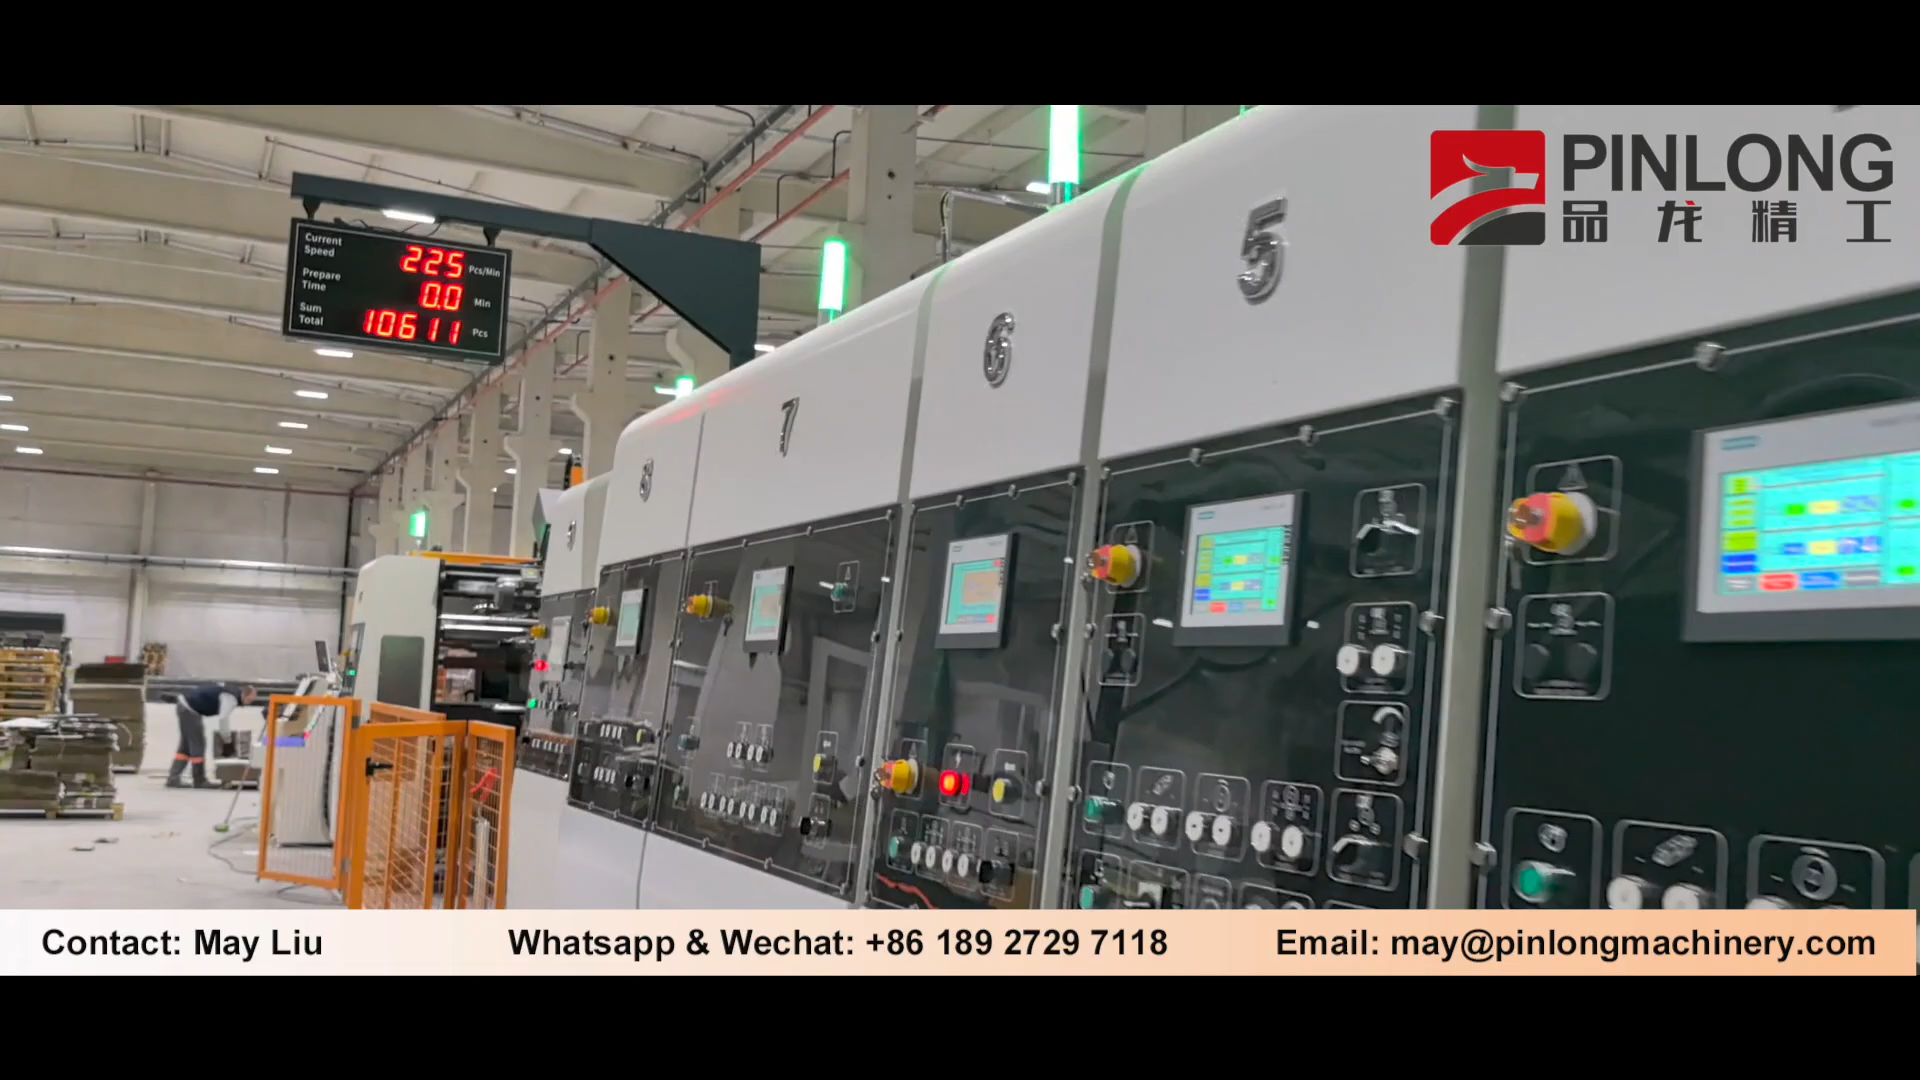 PINLONG
品龙精工
Current Speed 225 Pcs/Min
Prepare Time 0.0 Min
Sum Total 10611 Pcs
5
6
7
8
9
Contact: May Liu
Whatsapp & Wechat: +86 189 2729 7118
Email: may@pinlongmachinery.com